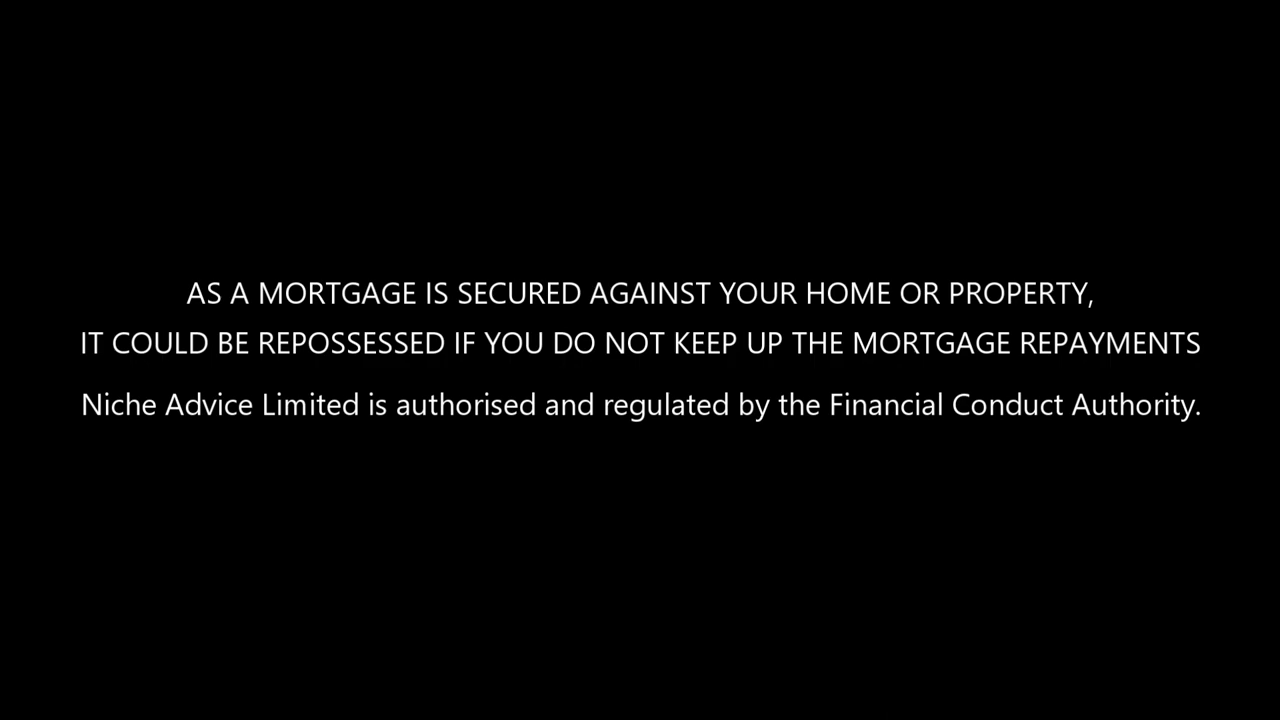 AS A MORTGAGE IS SECURED AGAINST YOUR HOME OR PROPERTY,
IT COULD BE REPOSSESSED IF YOU DO NOT KEEP UP THE MORTGAGE REPAYMENTS
Niche Advice Limited is authorised and regulated by the Financial Conduct Authority.